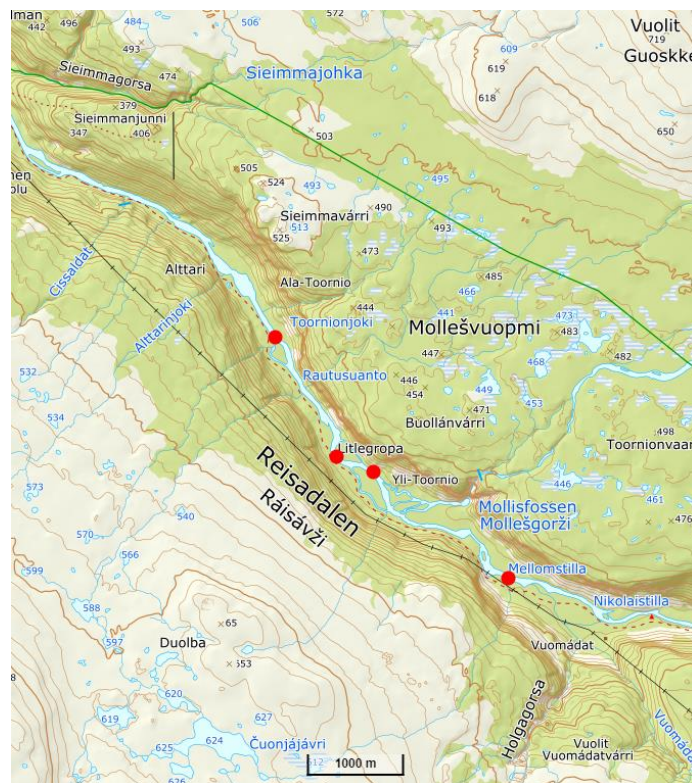 572
442
496
484
506
Vuolit
Guoskke
719
493
609
619
618
474
Sieimmagorsa
Sieimmajohka
379
Sieimmanjunni
347
406
503
650
505
524
493
495
490
Sieimmavárri
513
525
493
473
Alttari
Ala-Toornio
485
466
Cissaldat
Alttarinjoki
444
441
473
Toornionjoki
Mollešvuopmi
483
447
482
468
Rautusuanto
446
449
454
453
471
532
Buollánvárri
534
498
Litlegropa
Toornionvaar
Yli-Toornio
446
461
573
Reisadalen
Ráisávži
Mollisfossen
Mollešgorži
476
540
570
566
599
Mellomstilla
588
Nikolaistilla
597
65
Duolba
553
Vuomádat
620
619
627
624
625
626
Čuonjájávri
Holgagorsa
Vuolit
Vuomádatvárri
Vuomád
612
1000 m